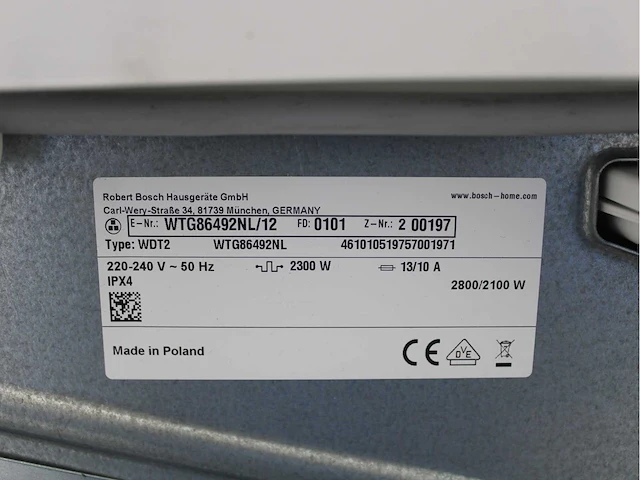 Robert Bosch Hausgeräte GmbH www.bosch-home.com
Carl-Wery-Straße 34, 81739 München, GERMANY
E-Nr.: WTG86492NL/12 FD: 0101 Z-Nr.: 2 00197
Type: WDT2 WTG86492NL 461010519757001971
220-240 V ~ 50 Hz 2300 W 13/10 A
IPX4 2800/2100 W
Made in Poland CE DVE